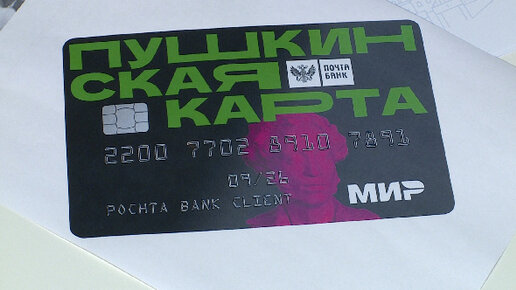 ПУШКИН
СКАЯ
ПОЧТА
БАНК
КАРТА
2200 7702 8910 7891
09/26
POCHTA BANK CLIENT
МИР